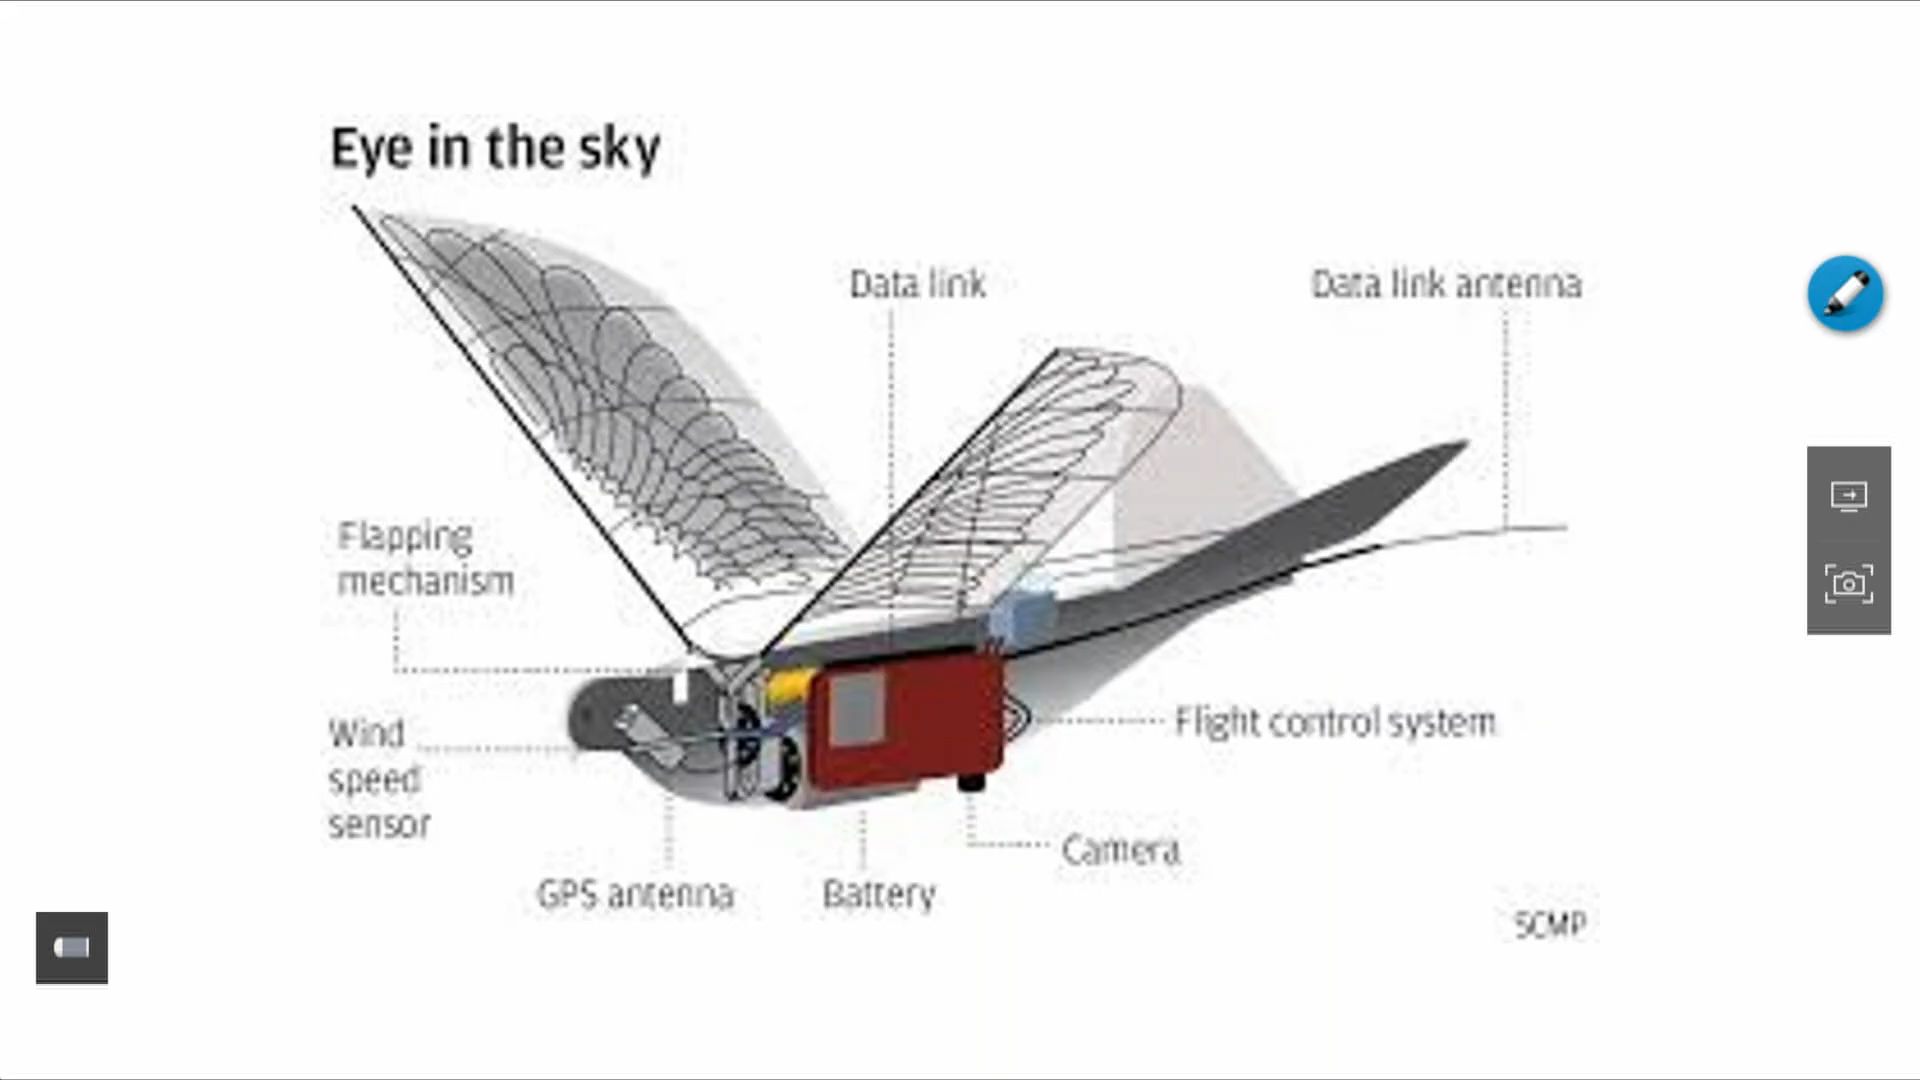 Eye in the sky
Data link
Data link antenna
Flapping
mechanism
Wind
speed
sensor
Flight control system
Camera
GPS antenna
Battery
SCMP